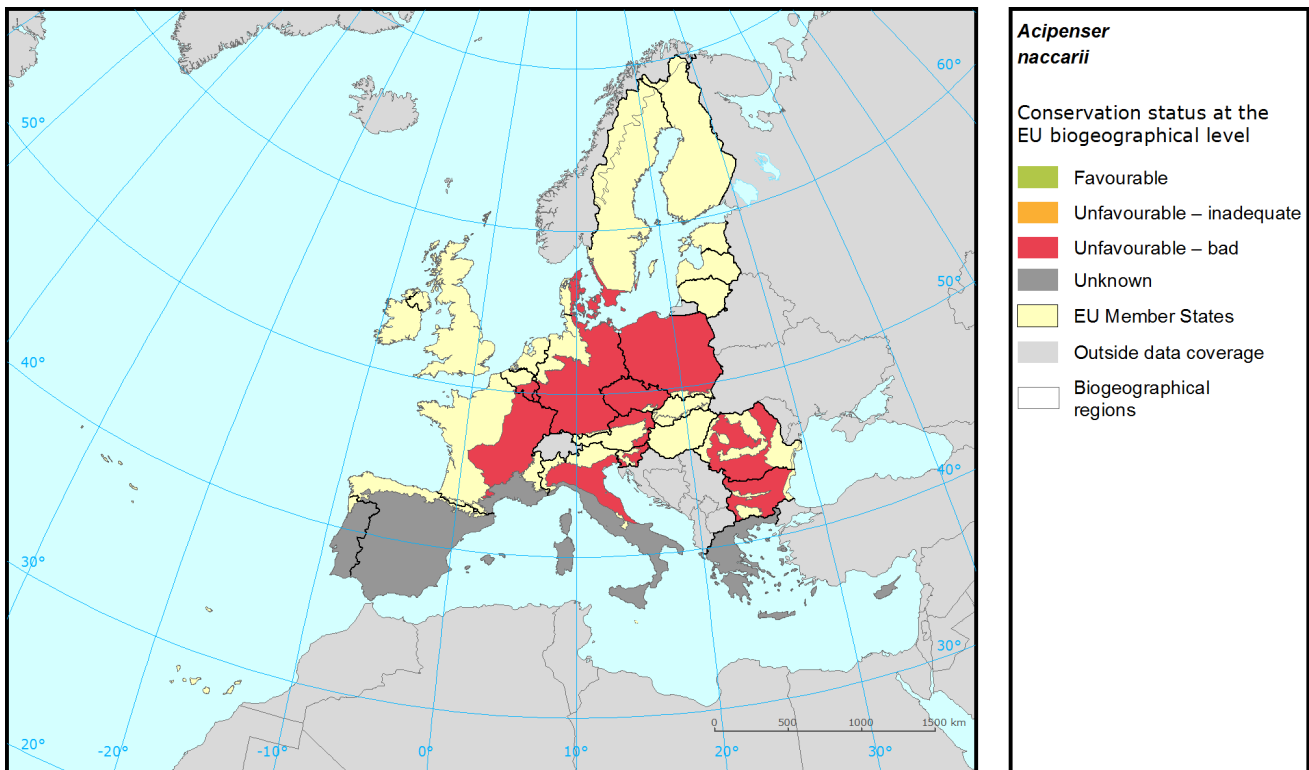 60°
50°
50°
40°
40°
30°
30°
0 500 1000 1500 km
20° -20° -10° 0° 10° 20° 30°
Acipenser
naccarii
Conservation status at the
EU biogeographical level
Favourable
Unfavourable – inadequate
Unfavourable – bad
Unknown
EU Member States
Outside data coverage
Biogeographical
regions